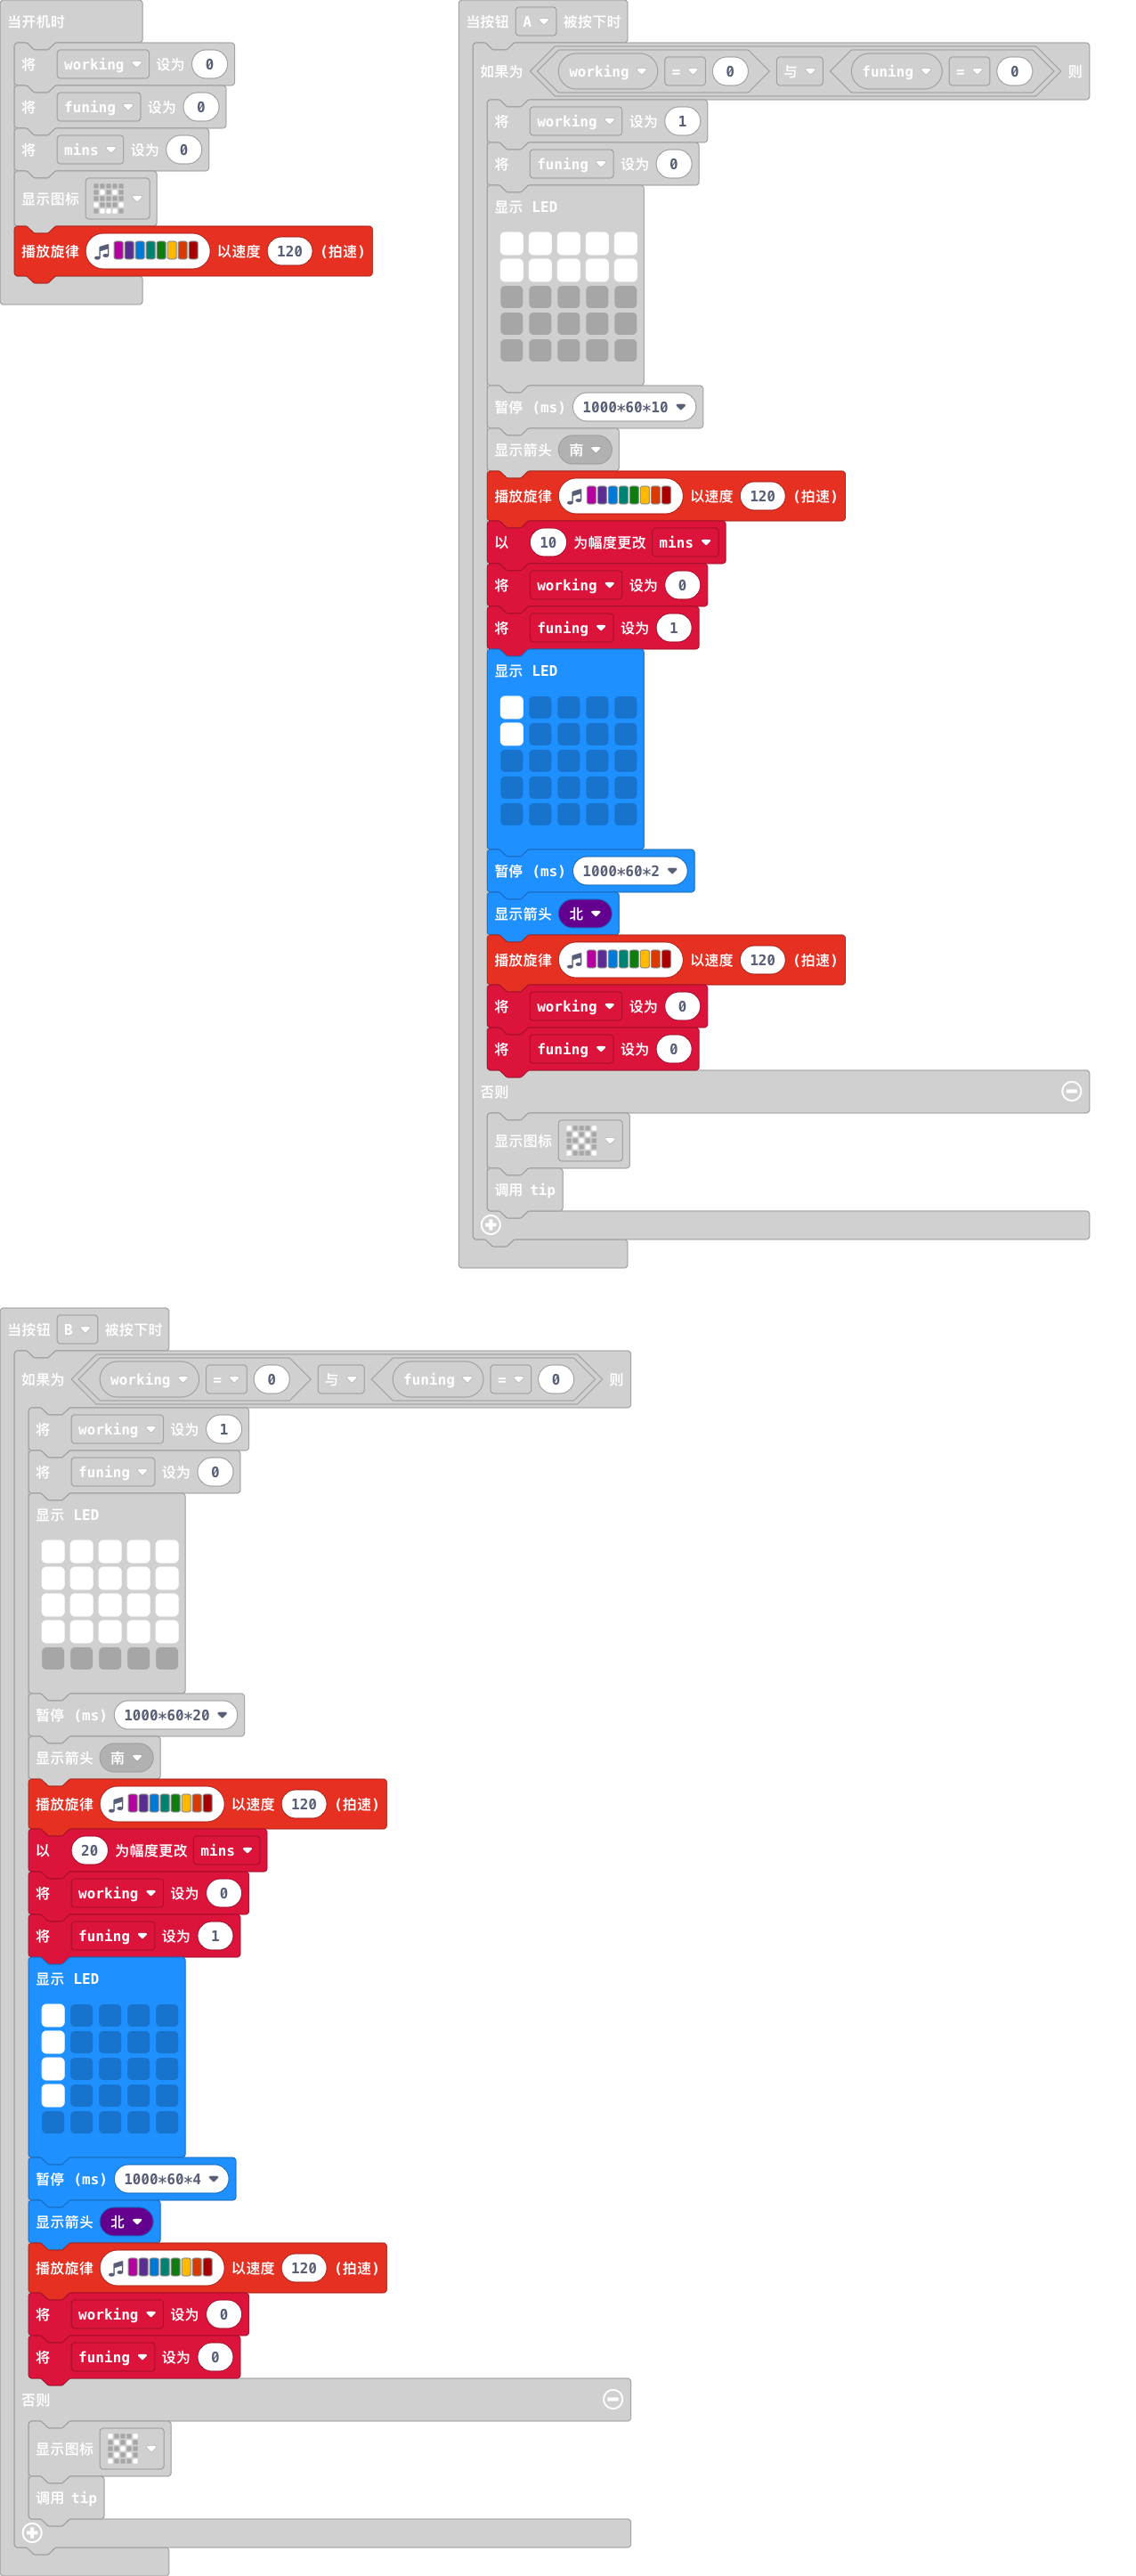 当开机时
将 working 设为 0
将 funing 设为 0
将 mins 设为 0
显示图标
播放旋律 以速度 120 (拍速)
当按钮 A 被按下时
如果为 working = 0 与 funing = 0 则
将 working 设为 1
将 funing 设为 0
显示 LED
暂停 (ms) 1000*60*10
显示箭头 南
播放旋律 以速度 120 (拍速)
以 10 为幅度更改 mins
将 working 设为 0
将 funing 设为 1
显示 LED
暂停 (ms) 1000*60*2
显示箭头 北
播放旋律 以速度 120 (拍速)
将 working 设为 0
将 funing 设为 0
否则
显示图标
调用 tip
当按钮 B 被按下时
如果为 working = 0 与 funing = 0 则
将 working 设为 1
将 funing 设为 0
显示 LED
暂停 (ms) 1000*60*20
显示箭头 南
播放旋律 以速度 120 (拍速)
以 20 为幅度更改 mins
将 working 设为 0
将 funing 设为 1
显示 LED
暂停 (ms) 1000*60*4
显示箭头 北
播放旋律 以速度 120 (拍速)
将 working 设为 0
将 funing 设为 0
否则
显示图标
调用 tip